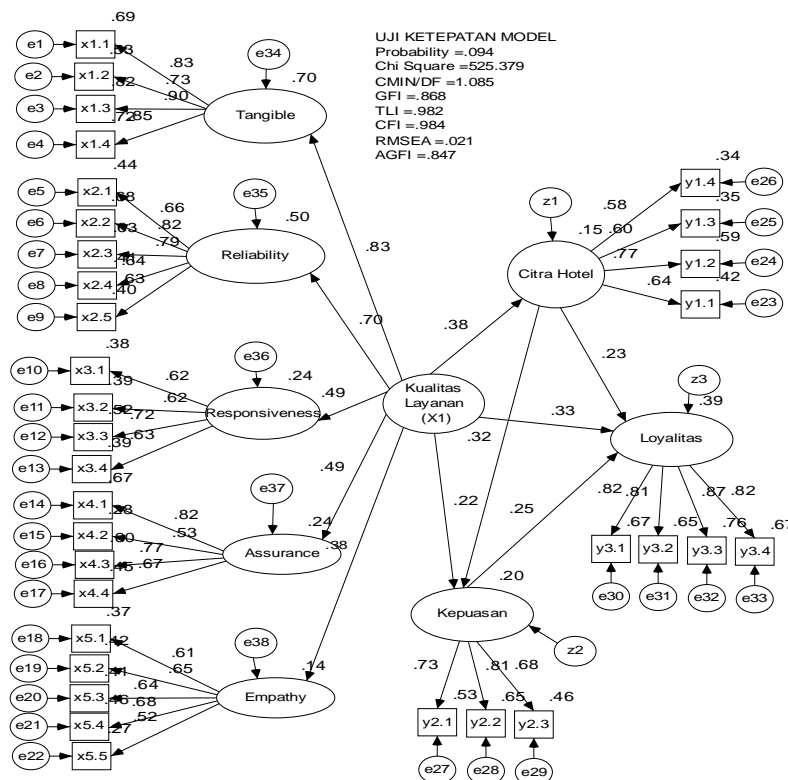 UJI KETEPATAN MODEL
Probability =.094
Chi Square =525.379
CMIN/DF =1.085
GFI =.868
TLI =.982
CFI =.984
RMSEA =.021
AGFI =.847
.69
e1 x1.1
.83
e2 x1.2
.73
e3 x1.3
.90
e4 x1.4
.85
e34
.70
Tangible
.44
e5 x2.1
.66
e6 x2.2
.82
e7 x2.3
.79
e8 x2.4
.64
e9 x2.5
.63
.40
e35
.50
Reliability
.38
e10 x3.1
.62
.39
e11 x3.2
.62
e12 x3.3
.72
.39
e13 x3.4
.63
e36
.24
Responsiveness
.67
e14 x4.1
.82
e15 x4.2
.53
e16 x4.3
.77
e17 x4.4
.67
e37
.24
Assurance
.37
e18 x5.1
.61
e19 x5.2
.65
e20 x5.3
.64
e21 x5.4
.68
e22 x5.5
.52
.27
e38
.14
Empathy
.83
.70
.49
.49
.38
Kualitas
Layanan
(X1)
.38
.33
.32
.22
.23
.25
z1
.15
Citra Hotel
.34
.58
y1.4 e26
.35
.60
y1.3 e25
.59
.77
y1.2 e24
.42
.64
y1.1 e23
z3
.39
Loyalitas
.82 .81 .87 .82
.67 .65 .76 .67
y3.1 y3.2 y3.3 y3.4
e30 e31 e32 e33
.20
Kepuasan
z2
.73 .81 .68
.53 .65 .46
y2.1 y2.2 y2.3
e27 e28 e29